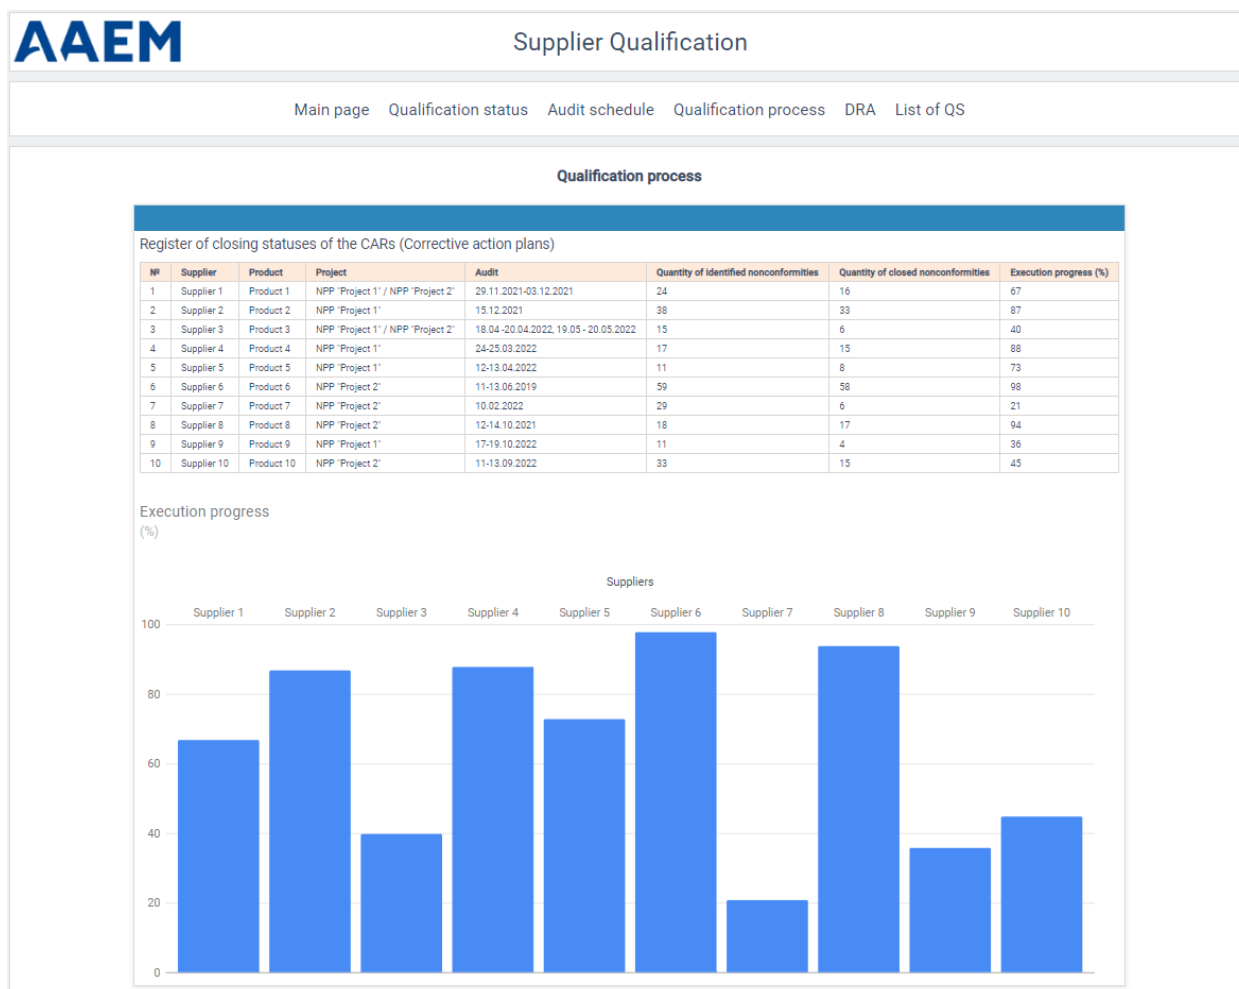 AAEM
Supplier Qualification
Main page Qualification status Audit schedule Qualification process DRA List of QS
Qualification process
Register of closing statuses of the CARs (Corrective action plans)
Nº Supplier Product Project Audit Quantity of identified nonconformities Quantity of closed nonconformities Execution progress (%)
1 Supplier 1 Product 1 NPP "Project 1" / NPP "Project 2" 29.11.2021-03.12.2021 24 16 67
2 Supplier 2 Product 2 NPP "Project 1" 15.12.2021 38 33 87
3 Supplier 3 Product 3 NPP "Project 1" / NPP "Project 2" 18.04 -20.04.2022, 19.05 - 20.05.2022 15 6 40
4 Supplier 4 Product 4 NPP "Project 1" 24-25.03.2022 17 15 88
5 Supplier 5 Product 5 NPP "Project 1" 12-13.04.2022 11 8 73
6 Supplier 6 Product 6 NPP "Project 2" 11-13.06.2019 59 58 98
7 Supplier 7 Product 7 NPP "Project 2" 10.02.2022 29 6 21
8 Supplier 8 Product 8 NPP "Project 2" 12-14.10.2021 18 17 94
9 Supplier 9 Product 9 NPP "Project 1" 17-19.10.2022 11 4 36
10 Supplier 10 Product 10 NPP "Project 2" 11-13.09.2022 33 15 45
Execution progress
(%)
Suppliers
Supplier 1 Supplier 2 Supplier 3 Supplier 4 Supplier 5 Supplier 6 Supplier 7 Supplier 8 Supplier 9 Supplier 10
100
80
60
40
20
0